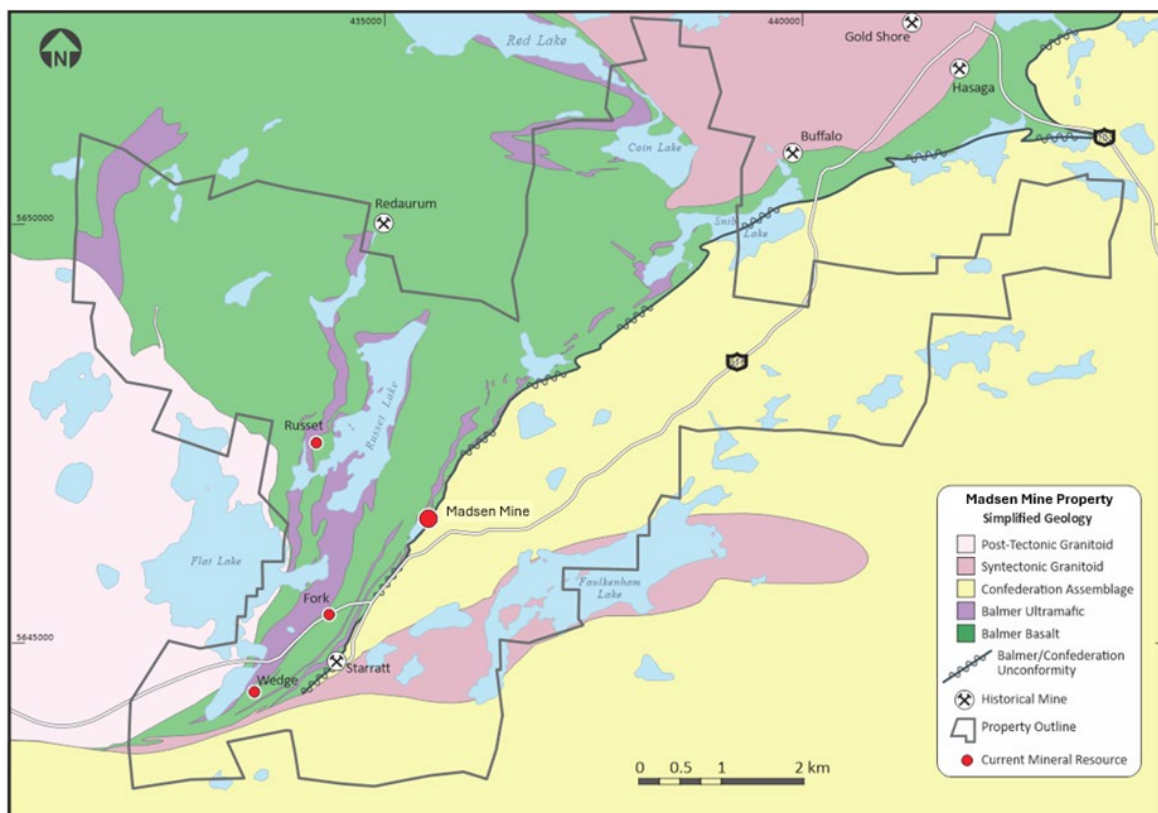 435000
440000
N
Red Lake
Gold Shore
Hasaga
Coin Lake
Buffalo
Redaurum
5650000
Lake
Russet
Russet Lake
Madsen Mine
Flat Lake
Faulkenham
Lake
Fork
5645000
Starratt
Wedge
0 0.5 1 2 km
Madsen Mine Property
Simplified Geology
Post-Tectonic Granitoid
Syntectonic Granitoid
Confederation Assemblage
Balmer Ultramafic
Balmer Basalt
Balmer/Confederation
Unconformity
Historical Mine
Property Outline
Current Mineral Resource